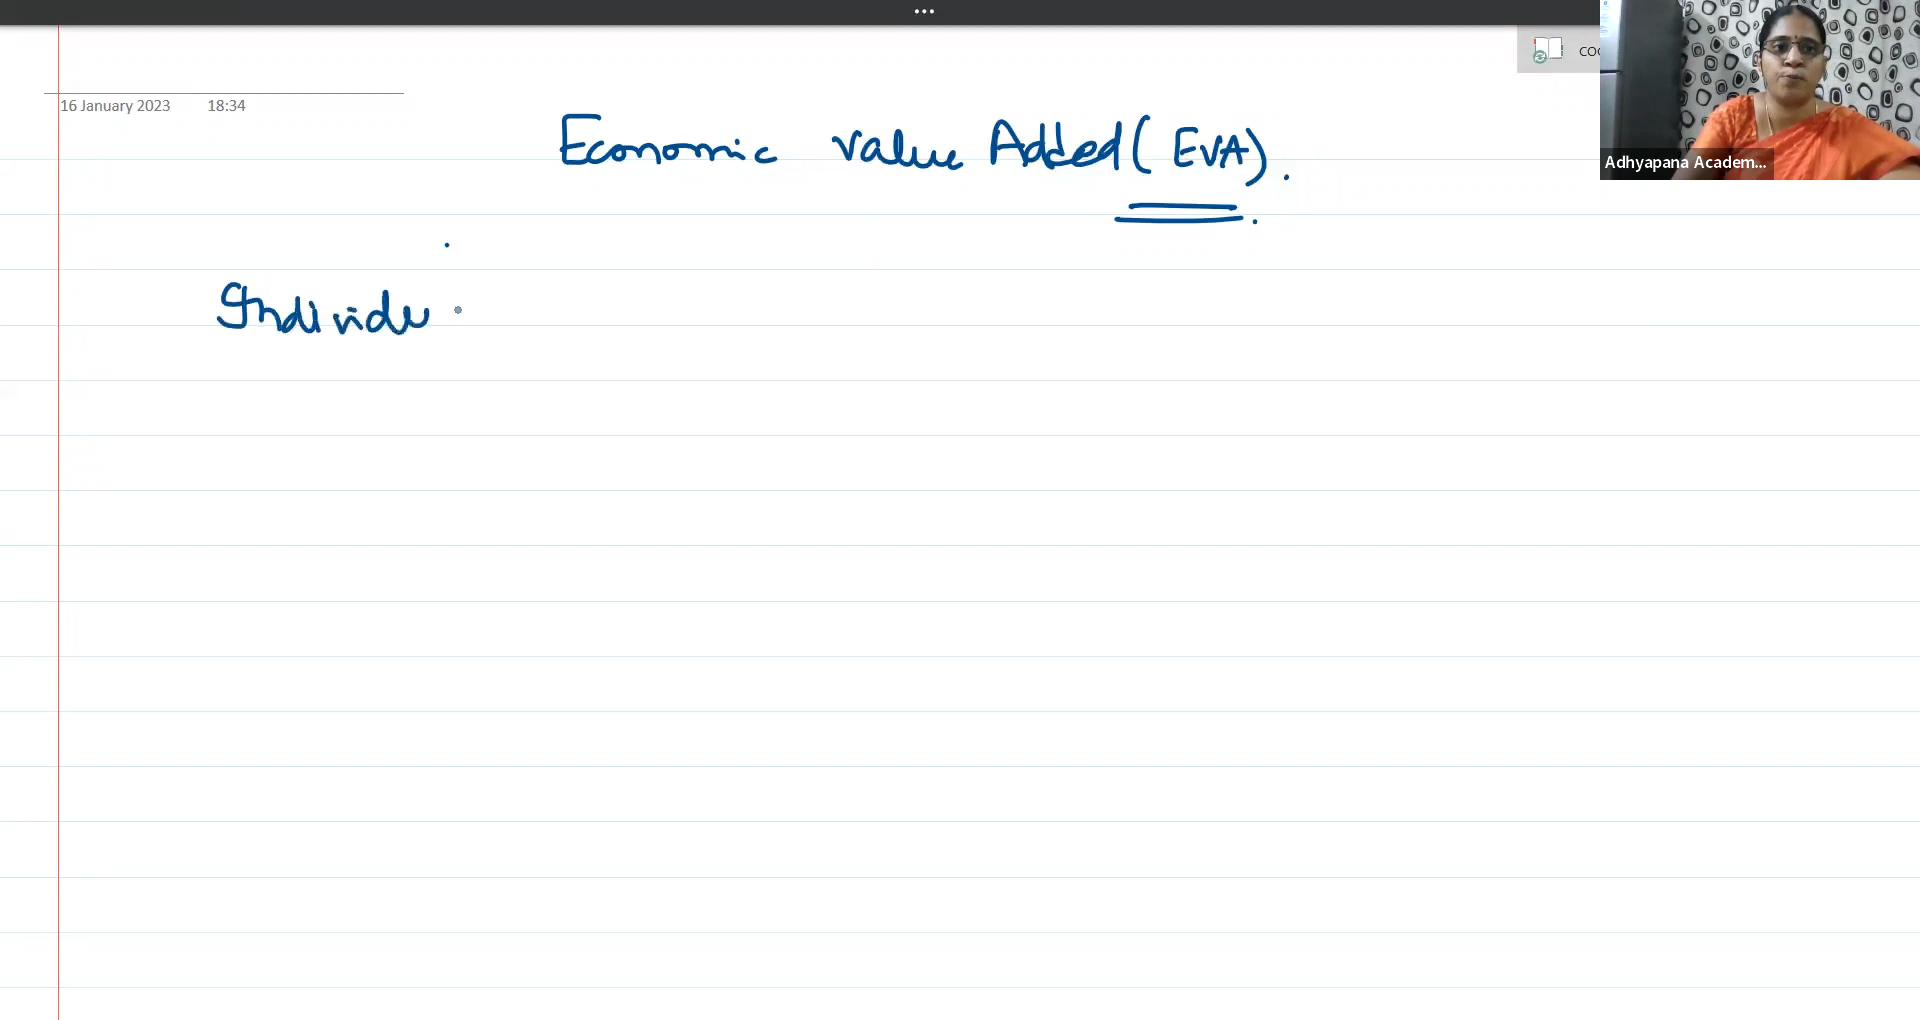 •••
16 January 2023 18:34
Economic value Added (EVA).
Adhyapana Academ...
Individu